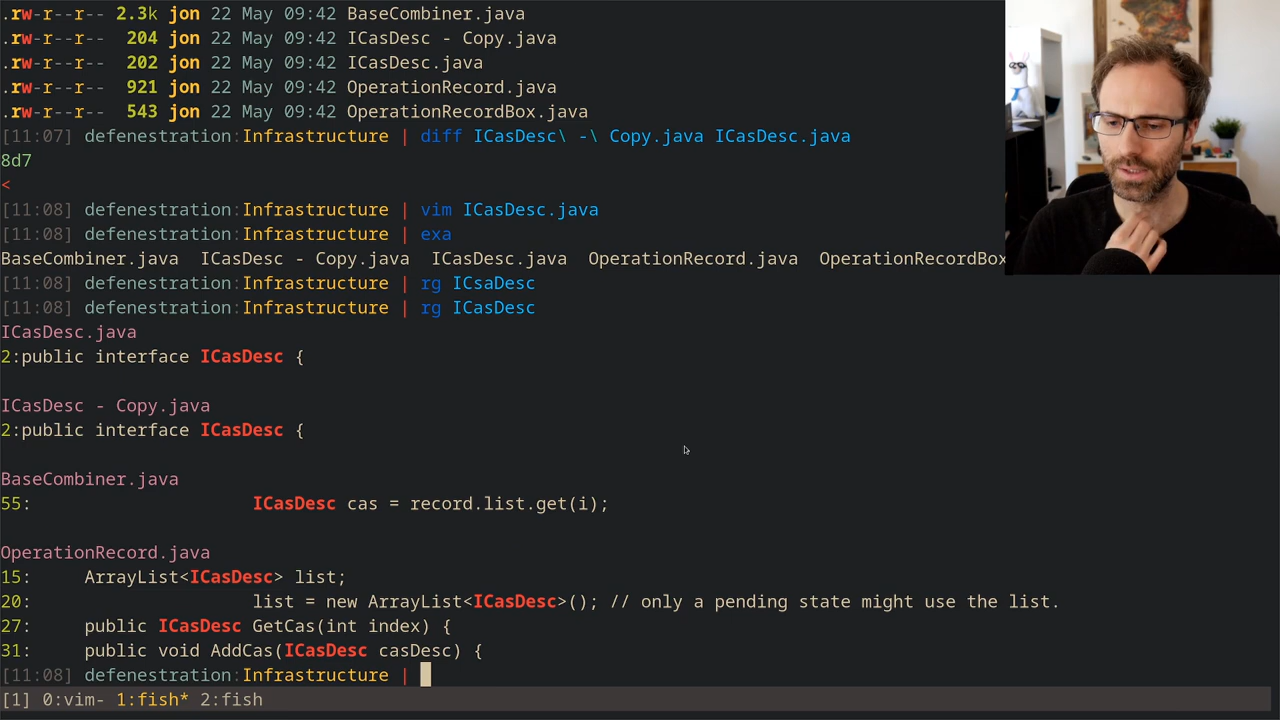 .rw-r--r-- 2.3k jon 22 May 09:42 BaseCombiner.java
.rw-r--r--  204 jon 22 May 09:42 ICasDesc - Copy.java
.rw-r--r--  202 jon 22 May 09:42 ICasDesc.java
.rw-r--r--  921 jon 22 May 09:42 OperationRecord.java
.rw-r--r--  543 jon 22 May 09:42 OperationRecordBox.java
[11:07] defenestration:Infrastructure | diff ICasDesc\ -\ Copy.java ICasDesc.java
8d7
<
[11:08] defenestration:Infrastructure | vim ICasDesc.java
[11:08] defenestration:Infrastructure | exa
BaseCombiner.java  ICasDesc - Copy.java  ICasDesc.java  OperationRecord.java  OperationRecordBox
[11:08] defenestration:Infrastructure | rg ICsaDesc
[11:08] defenestration:Infrastructure | rg ICasDesc
ICasDesc.java
2:public interface ICasDesc {
ICasDesc - Copy.java
2:public interface ICasDesc {
BaseCombiner.java
55:                     ICasDesc cas = record.list.get(i);
OperationRecord.java
15:     ArrayList<ICasDesc> list;
20:                     list = new ArrayList<ICasDesc>(); // only a pending state might use the list.
27:     public ICasDesc GetCas(int index) {
31:     public void AddCas(ICasDesc casDesc) {
[11:08] defenestration:Infrastructure |
[1] 0:vim- 1:fish* 2:fish